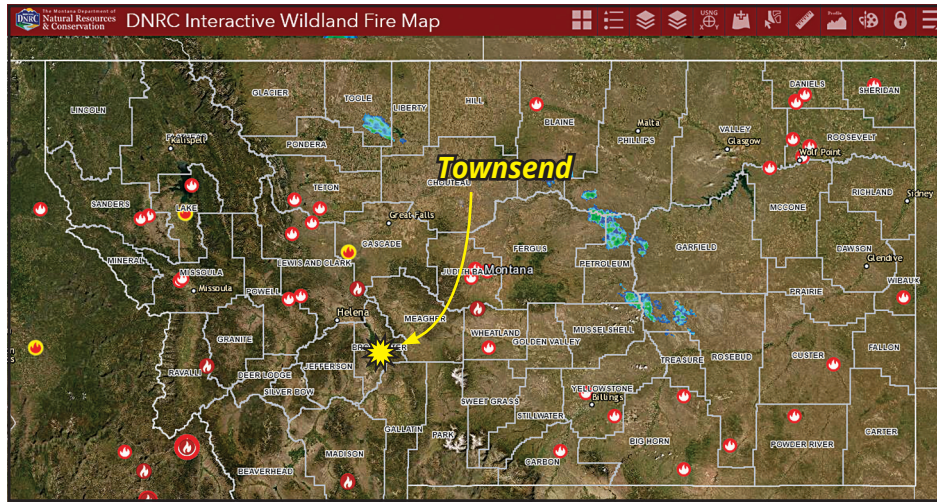 DNRC
The Montana Department of
Natural Resources
& Conservation
DNRC Interactive Wildland Fire Map
USNG
X Y
Profile
LINCOLN
GLACIER
TOOLE
LIBERTY
HILL
BLAINE
Malta
PHILLIPS
VALLEY
Glasgow
DANIELS
SHERIDAN
ROOSEVELT
Wolf Point
Kalispell
PONDERA
Townsend
TETON
CHOUTEAU
RICHLAND
Sidney
SANDERS
LAKE
Great Falls
CASCADE
FERGUS
MCCONE
PETROLEUM
GARFIELD
DAWSON
Glendive
MINERAL
MISSOULA
Missoula
LEWIS AND CLARK
POWELL
Montana
WIBAUX
PRAIRIE
Helena
MEAGHER
GRANITE
WHEATLAND
GOLDEN VALLEY
MUSSELSHELL
TREASURE
ROSEBUD
CUSTER
FALLON
RAVALLI
DEER LODGE
JEFFERSON
SILVER BOW
SWEET GRASS
YELLOWSTONE
Billings
STILLWATER
GALLATIN
PARK
BIG HORN
POWDER RIVER
CARTER
MADISON
CARBON
BEAVERHEAD